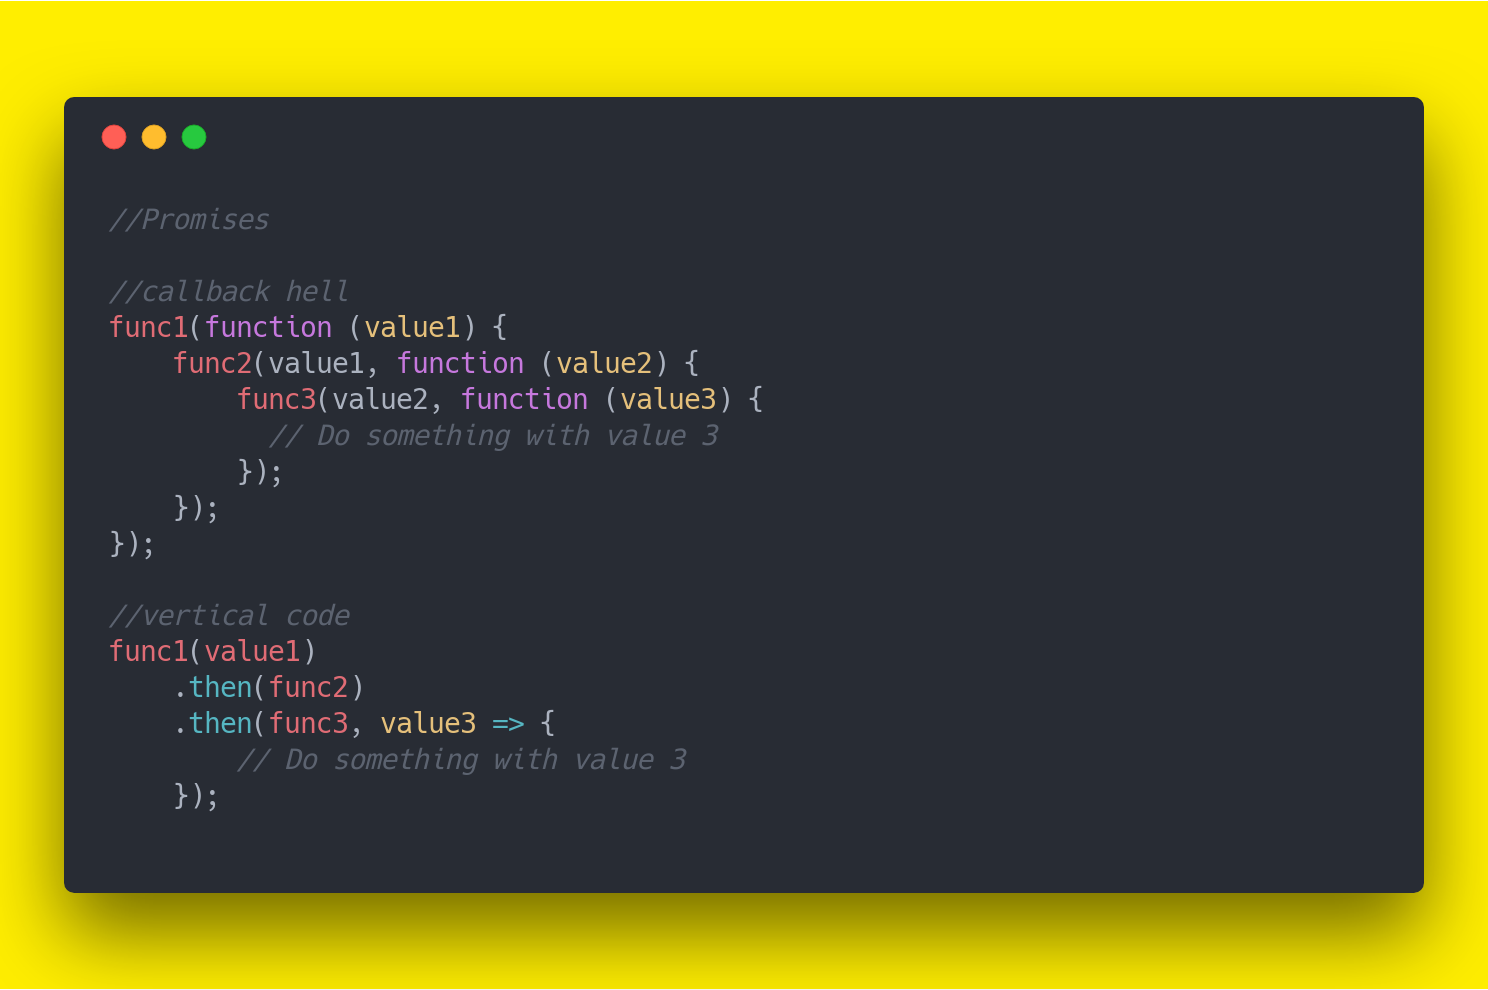 //Promises

//callback hell
func1(function (value1) {
    func2(value1, function (value2) {
        func3(value2, function (value3) {
          // Do something with value 3
        });
    });
});

//vertical code
func1(value1)
    .then(func2)
    .then(func3, value3 => {
        // Do something with value 3
    });